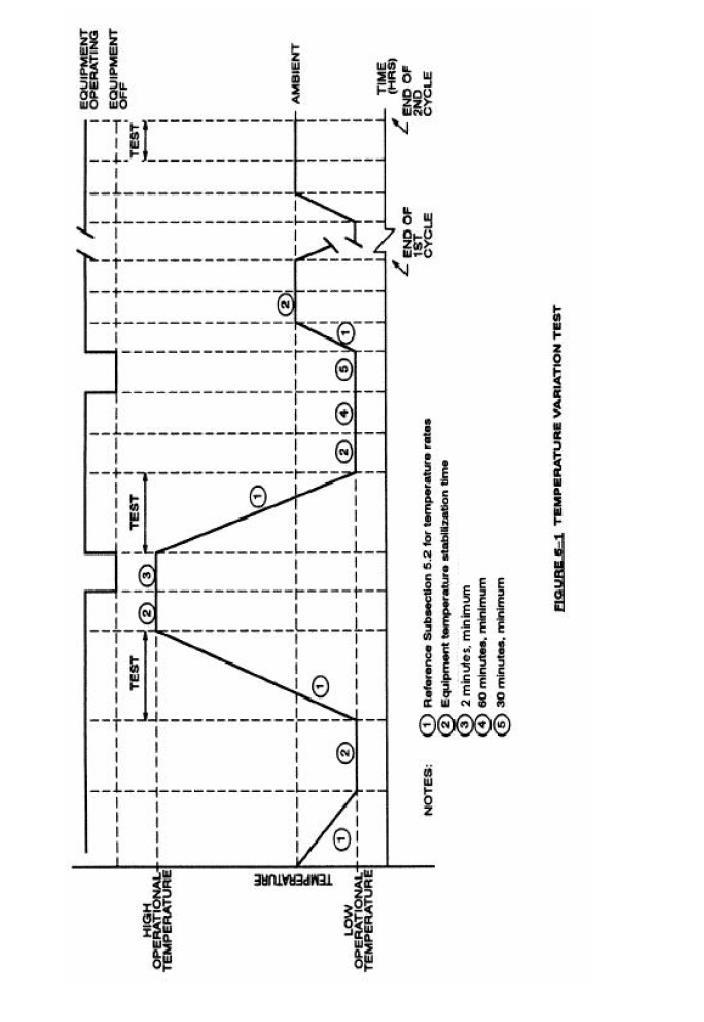 EQUIPMENT
OPERATING
EQUIPMENT
OFF
TEST
TEST
TEST
HIGH
OPERATIONAL
TEMPERATURE
2
3
1
1
AMBIENT
2
TEMPERATURE
1
2
2
4
5
1
LOW
OPERATIONAL
TEMPERATURE
TIME
(HRS)
END OF
1ST
CYCLE
END OF
2ND
CYCLE
NOTES:
1 Reference Subsection 5.2 for temperature rates
2 Equipment temperature stabilization time
3 2 minutes, minimum
4 60 minutes, minimum
5 30 minutes, minimum
FIGURE 5-1 TEMPERATURE VARIATION TEST